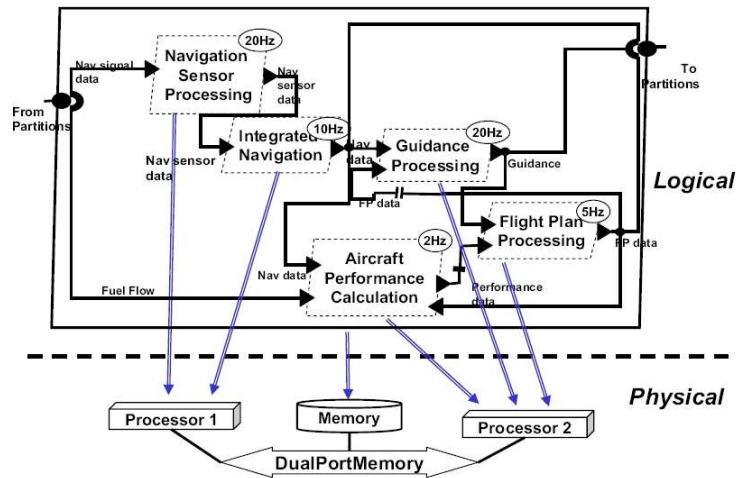 20Hz
Navigation
Sensor
Processing
Nav signal
data
Nav
sensor
data
From
Partitions
To
Partitions
10Hz
Integrated
Navigation
Nav sensor
data
Nav
data
20Hz
Guidance
Processing
Guidance
Logical
FP data
5Hz
Flight Plan
Processing
FP data
2Hz
Aircraft
Performance
Calculation
Nav data
Performance
data
Fuel Flow
Physical
Processor 1
Memory
Processor 2
DualPortMemory